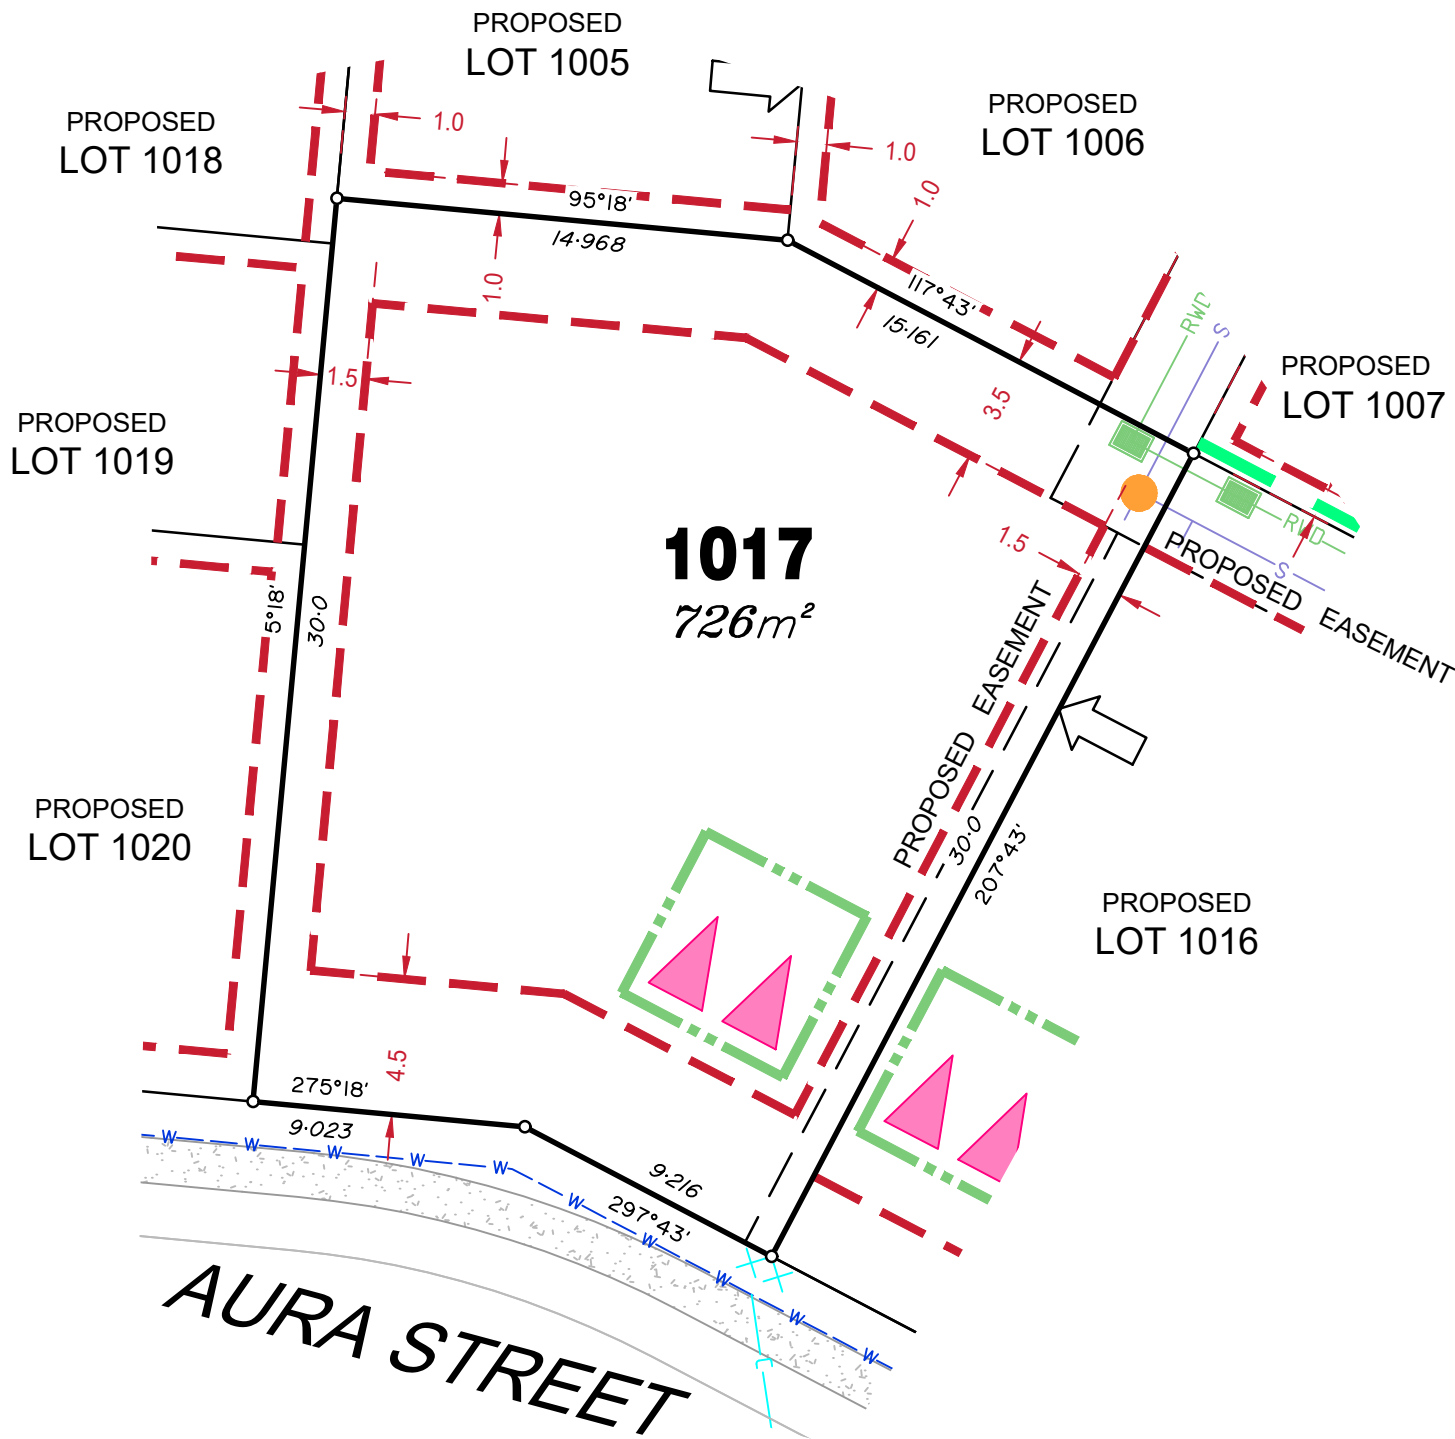 PROPOSED
LOT 1005
PROPOSED
LOT 1018
PROPOSED
LOT 1006
1.0
1.0
1.0
95°18'
14·968
1.0
117°43'
15·161
RWD
S
PROPOSED
LOT 1007
1.5
3.5
PROPOSED
LOT 1019
1017
726m²
1.5
RWD
S
PROPOSED EASEMENT
PROPOSED EASEMENT
5°18'
30·0
30·0
207°43'
PROPOSED
LOT 1020
PROPOSED
LOT 1016
4.5
275°18'
9·023
9·216
297°43'
W
W
W
W
W
W
W
W
W
W
AURA STREET